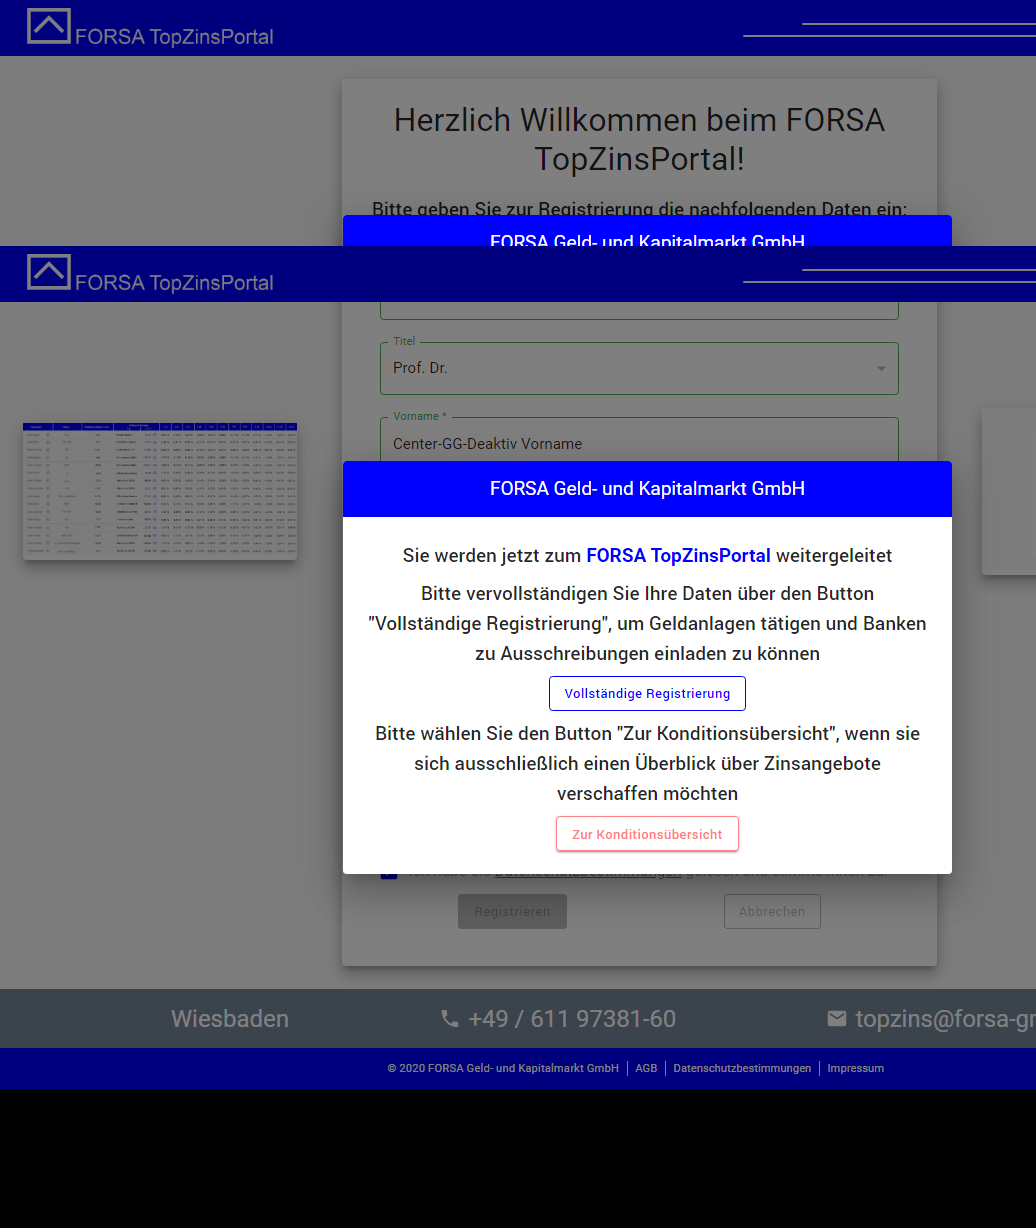 FORSA TopZinsPortal
Herzlich Willkommen beim FORSA
TopZinsPortal!
Bitte geben Sie zur Registrierung die nachfolgenden Daten ein:
FORSA Geld- und Kapitalmarkt GmbH
FORSA TopZinsPortal
Titel
Prof. Dr.
Vorname *
Center-GG-Deaktiv Vorname
FORSA Geld- und Kapitalmarkt GmbH
Sie werden jetzt zum FORSA TopZinsPortal weitergeleitet
Bitte vervollständigen Sie Ihre Daten über den Button
"Vollständige Registrierung", um Geldanlagen tätigen und Banken
zu Ausschreibungen einladen zu können
Vollständige Registrierung
Bitte wählen Sie den Button "Zur Konditionsübersicht", wenn sie
sich ausschließlich einen Überblick über Zinsangebote
verschaffen möchten
Zur Konditionsübersicht
Registrieren Abbrechen
Wiesbaden +49 / 611 97381-60 topzins@forsa-gr
© 2020 FORSA Geld- und Kapitalmarkt GmbH AGB Datenschutzbestimmungen Impressum